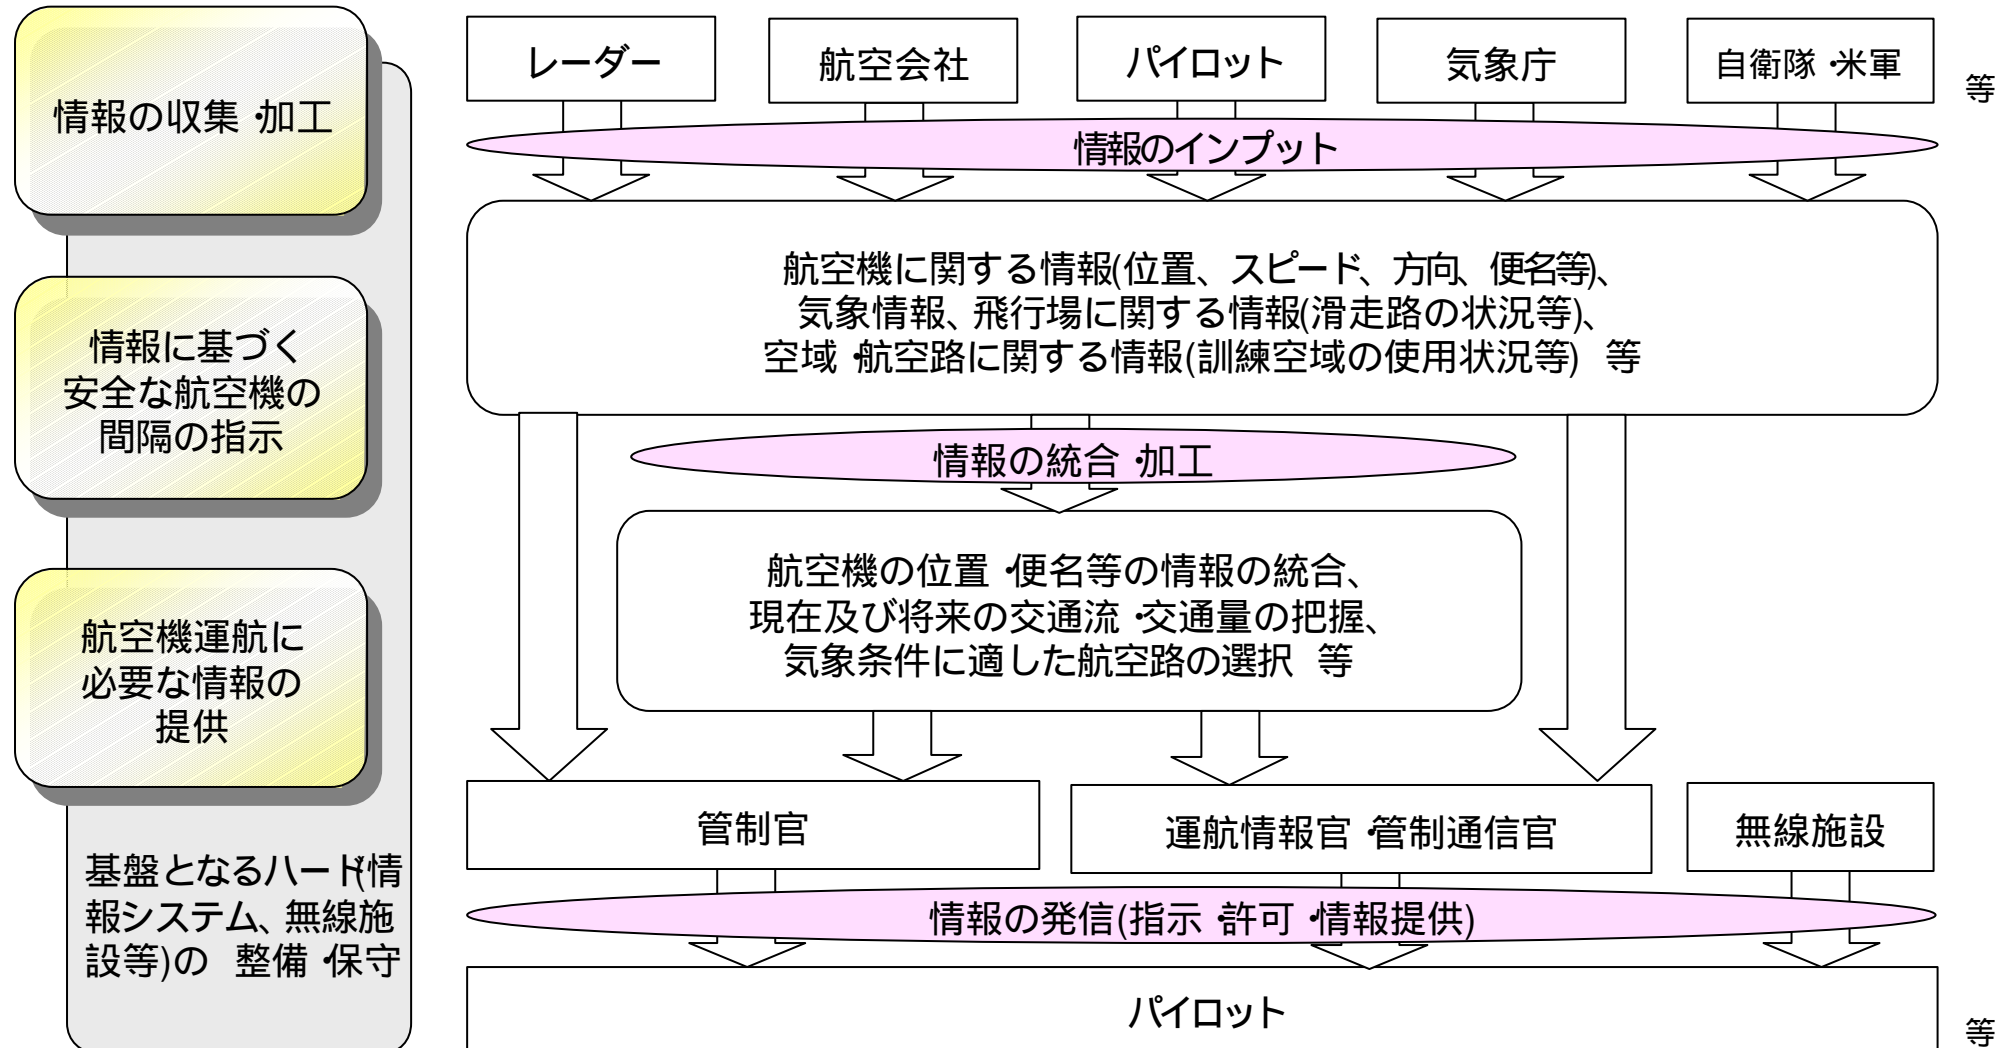 情報の収集・加工
情報に基づく
安全な航空機の
間隔の指示
航空機運航に
必要な情報の
提供
基盤となるハード(情
報システム、無線施
設等)の 整備・保守
レーダー
航空会社
パイロット
気象庁
自衛隊・米軍
等
情報のインプット
航空機に関する情報(位置、スピード、方向、便名等)、
気象情報、飛行場に関する情報(滑走路の状況等)、
空域・航空路に関する情報(訓練空域の使用状況等) 等
情報の統合・加工
航空機の位置・便名等の情報の統合、
現在及び将来の交通流・交通量の把握、
気象条件に適した航空路の選択 等
管制官
運航情報官・管制通信官
無線施設
情報の発信(指示・許可・情報提供)
パイロット
等